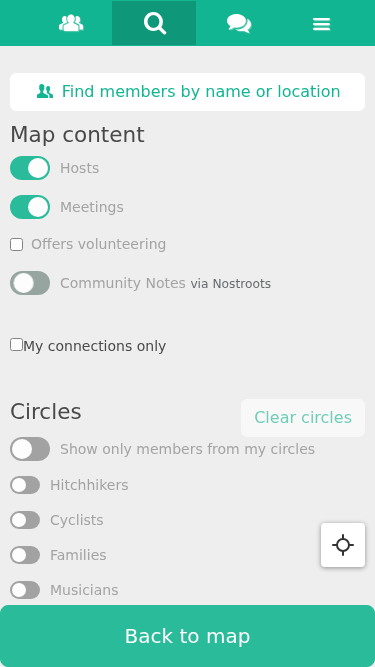 Find members by name or location
Map content
Hosts
Meetings
Offers volunteering
Community Notes via Nostroots
My connections only
Circles
Clear circles
Show only members from my circles
Hitchhikers
Cyclists
Families
Musicians
Back to map